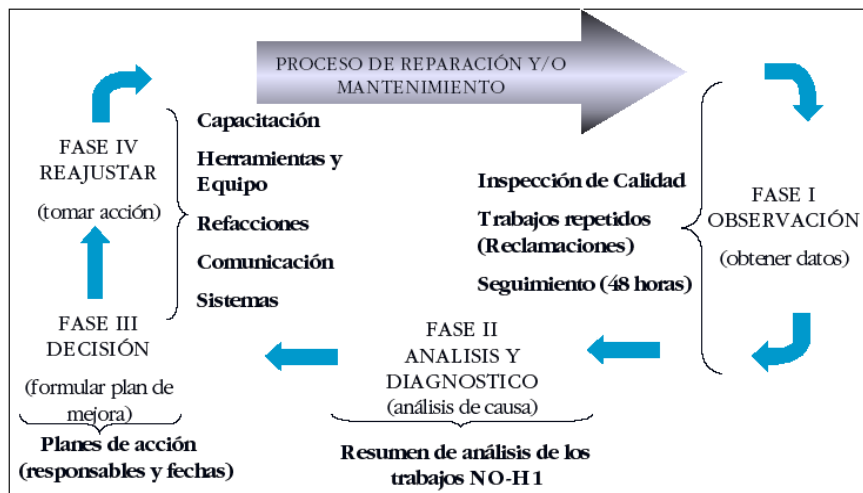 PROCESO DE REPARACIÓN Y/O
MANTENIMIENTO
FASE I
OBSERVACIÓN
(obtener datos)
Inspección de Calidad
Trabajos repetidos
(Reclamaciones)
Seguimiento (48 horas)
FASE II
ANALISIS Y
DIAGNOSTICO
(análisis de causa)
Resumen de análisis de los
trabajos NO-H1
FASE III
DECISIÓN
(formular plan de
mejora)
Planes de acción
(responsables y fechas)
FASE IV
REAJUSTAR
(tomar acción)
Capacitación
Herramientas y
Equipo
Refacciones
Comunicación
Sistemas